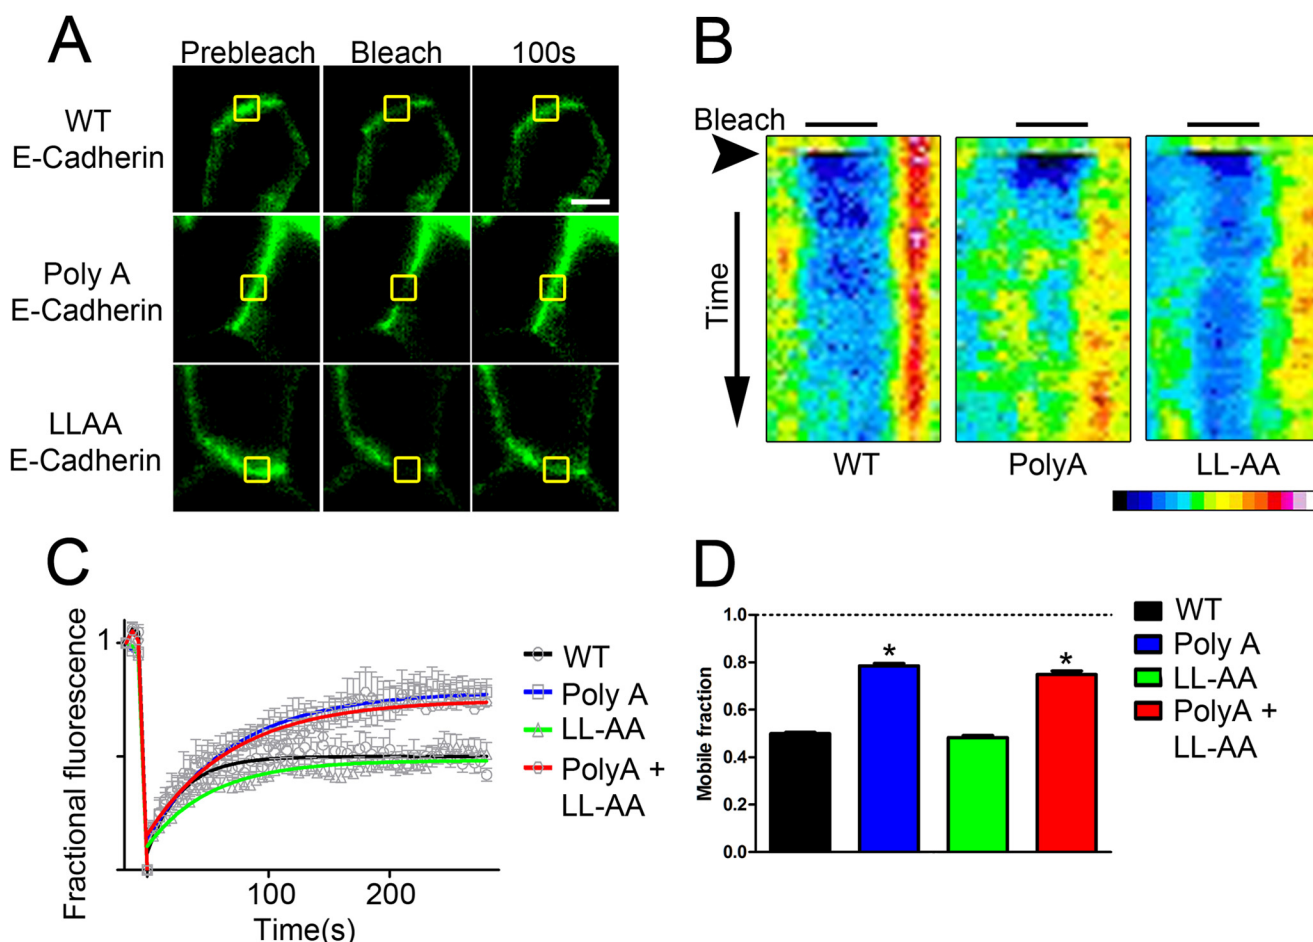 A
Prebleach Bleach 100s
WT
E-Cadherin
Poly A
E-Cadherin
LLAA
E-Cadherin
B
Bleach
Time
WT PolyA LL-AA
C
Fractional fluorescence
1
100 200
Time(s)
WT
Poly A
LL-AA
PolyA +
LL-AA
D
Mobile fraction
1.0
0.8
0.6
0.4
0.2
0.0
* *
WT
Poly A
LL-AA
PolyA +
LL-AA